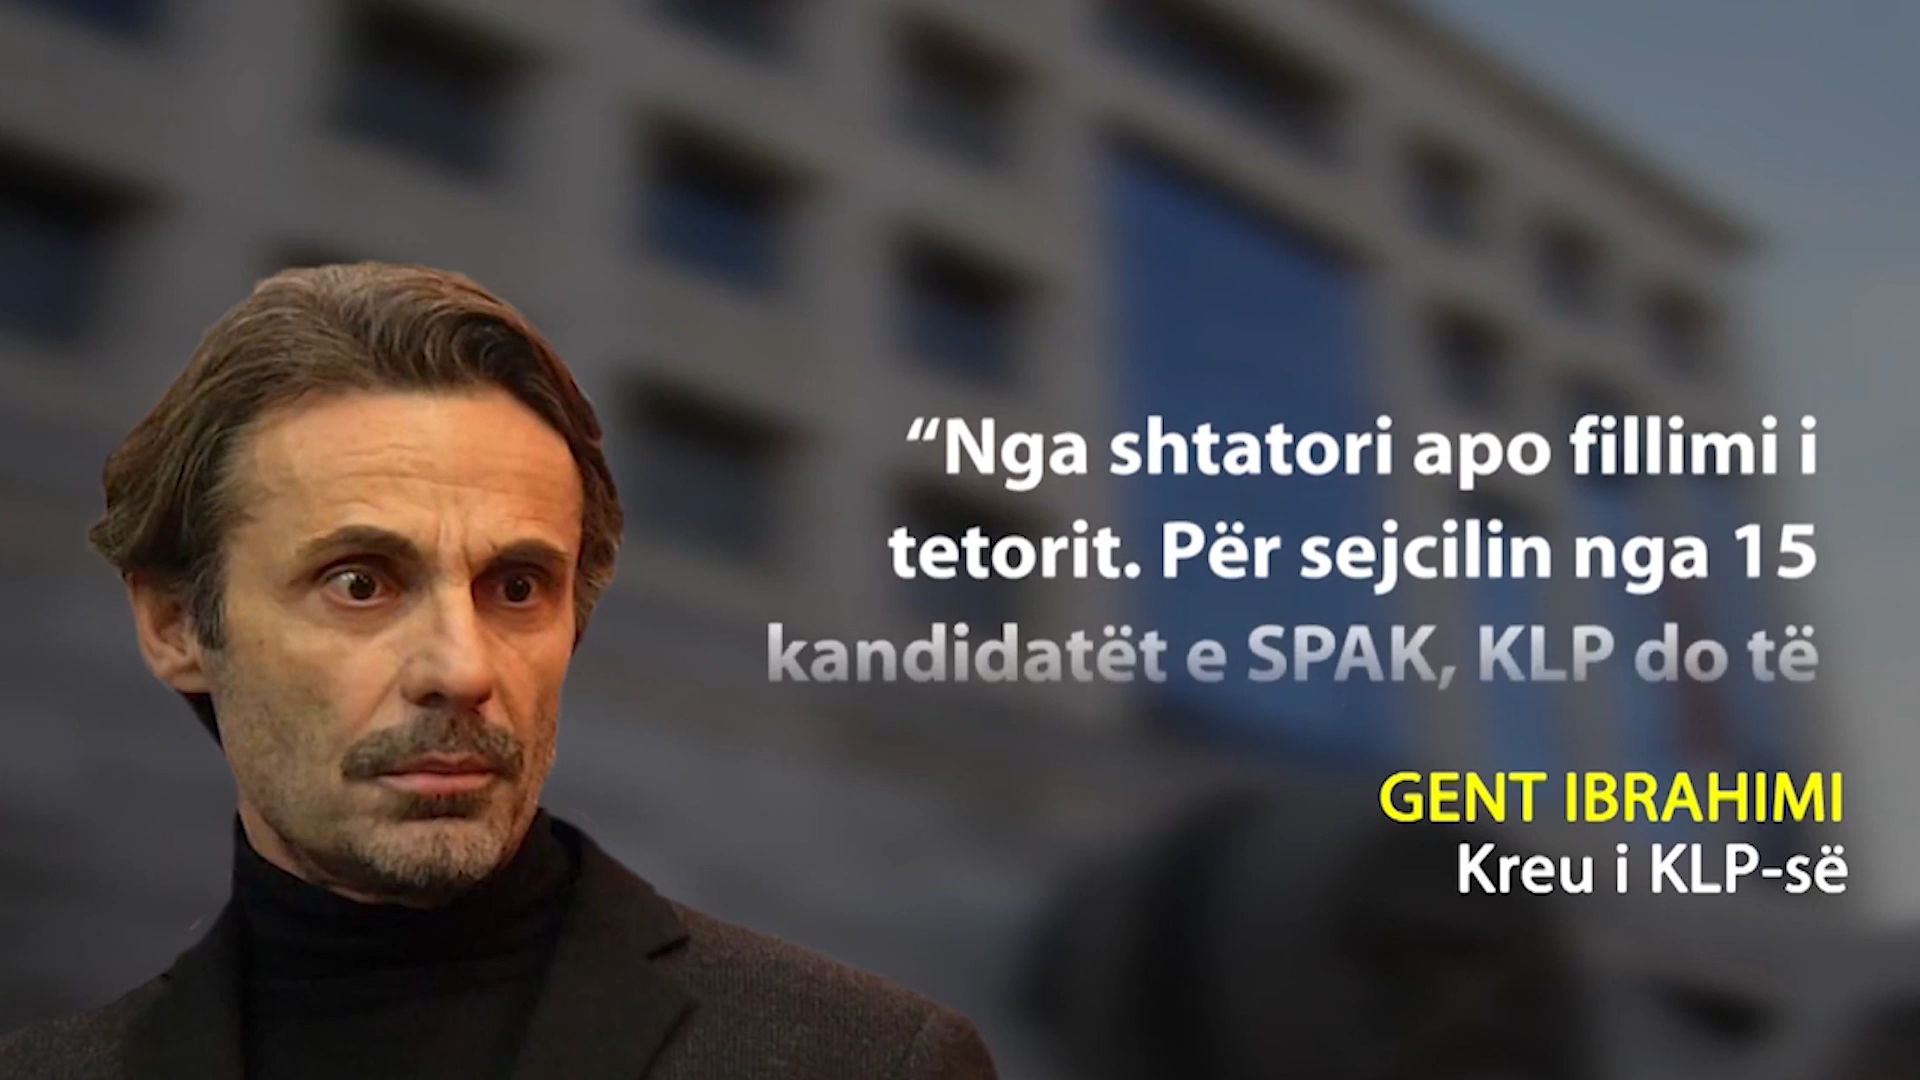 “Nga shtatori apo fillimi i
tetorit. Për sejcilin nga 15
kandidatët e SPAK, KLP do të
GENT IBRAHIMI
Kreu i KLP-së